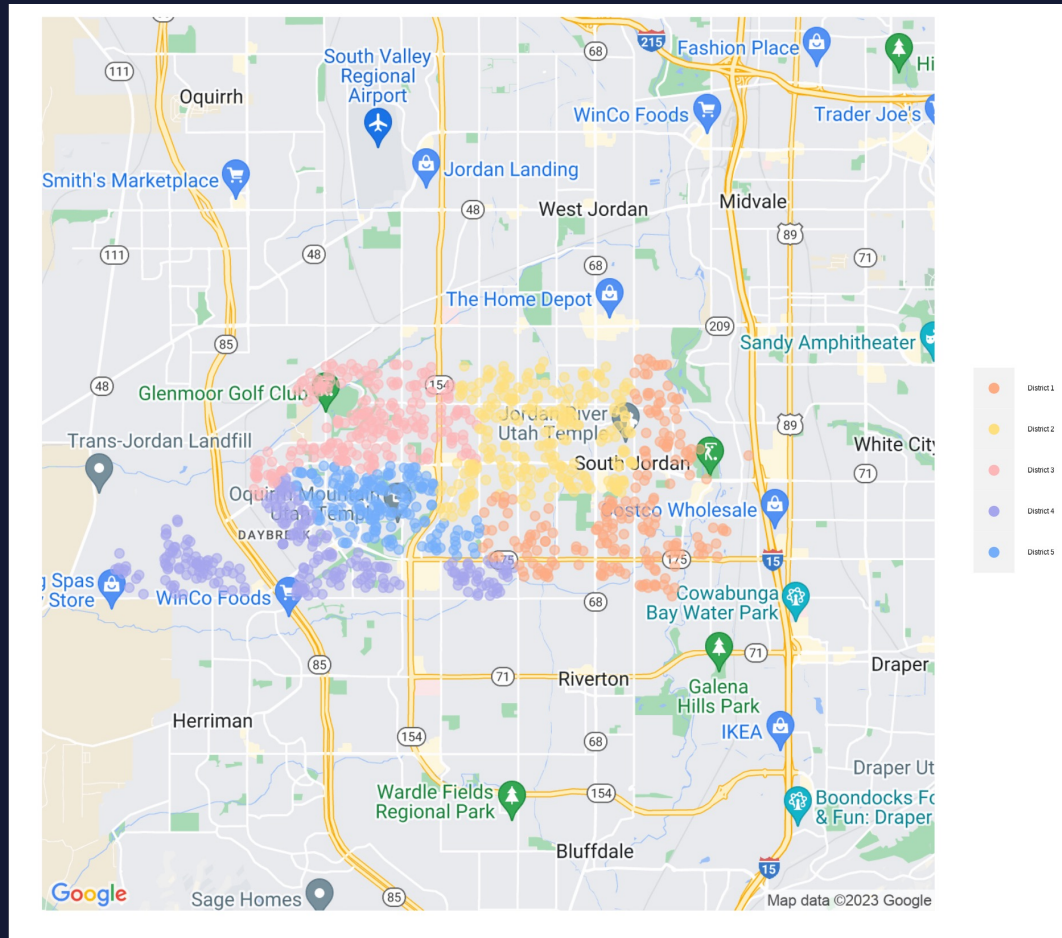 215
68
Fashion Place
111
South Valley
Regional
Airport
Hi
Oquirrh
WinCo Foods
Trader Joe's
Smith's Marketplace
Jordan Landing
48
West Jordan
Midvale
89
111
48
71
68
The Home Depot
209
85
Sandy Amphitheater
48
Glenmoor Golf Club
154
Jordan River
Utah Temple
89
Trans-Jordan Landfill
South Jordan
White City
71
Oquirrh Mountain
Utah Temple
Costco Wholesale
DAYBREAK
175
175
15
g Spas
Store
WinCo Foods
68
Cowabunga
Bay Water Park
85
71
71
Riverton
Draper
Galena
Hills Park
Herriman
154
68
IKEA
Draper Ut
Wardle Fields
Regional Park
154
Boondocks Fo
& Fun: Draper
Bluffdale
15
Google
Sage Homes
85
Map data ©2023 Google
District 1
District 2
District 3
District 4
District 5